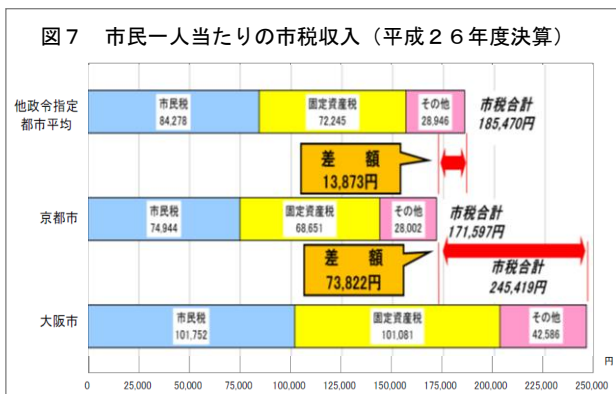 図７　市民一人当たりの市税収入（平成２６年度決算）
他政令指定
都市平均
市民税
84,278
固定資産税
72,245
その他
28,946
市税合計
185,470円
差　額
13,873円
京都市
市民税
74,944
固定資産税
68,651
その他
28,002
市税合計
171,597円
差　額
73,822円
市税合計
245,419円
大阪市
市民税
101,752
固定資産税
101,081
その他
42,586
円
0 25,000 50,000 75,000 100,000 125,000 150,000 175,000 200,000 225,000 250,000